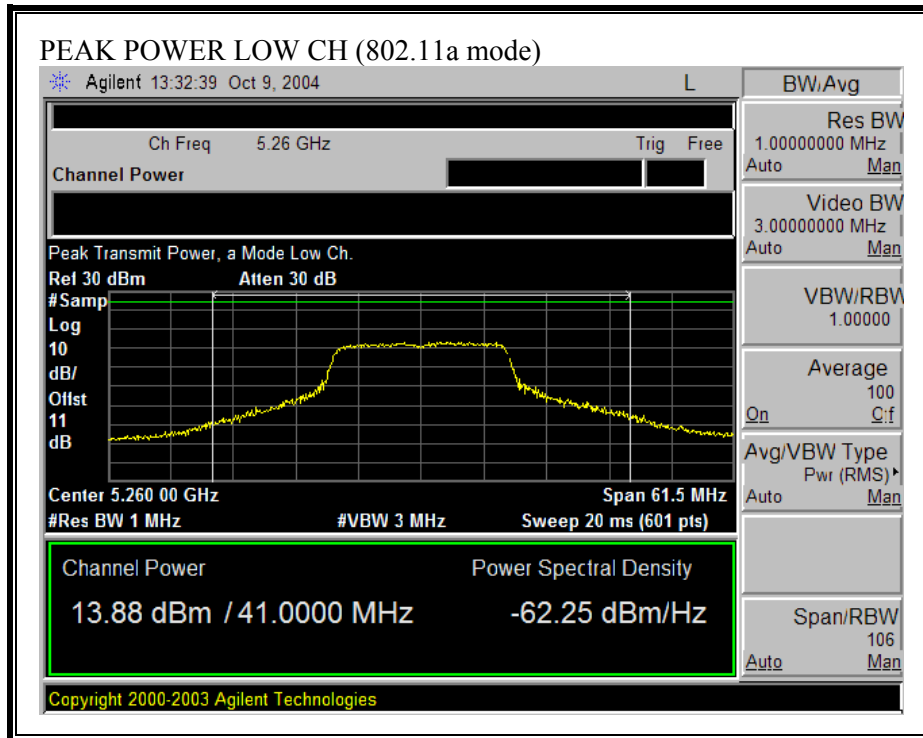 PEAK POWER LOW CH (802.11a mode)
Agilent 13:32:39 Oct 9, 2004 L
BW/Avg
Ch Freq 5.26 GHz Trig Free
Channel Power
Peak Transmit Power, a Mode Low Ch.
Ref 30 dBm Atten 30 dB
#Samp
Log
10
dB/
Offst
11
dB
Center 5.260 00 GHz Span 61.5 MHz
#Res BW 1 MHz #VBW 3 MHz Sweep 20 ms (601 pts)
Channel Power Power Spectral Density
13.88 dBm / 41.0000 MHz -62.25 dBm/Hz
Copyright 2000-2003 Agilent Technologies
Res BW
1.00000000 MHz
Auto Man
Video BW
3.00000000 MHz
Auto Man
VBW/RBW
1.00000
Average
100
On Off
Avg/VBW Type
Pwr (RMS)
Auto Man
Span/RBW
106
Auto Man